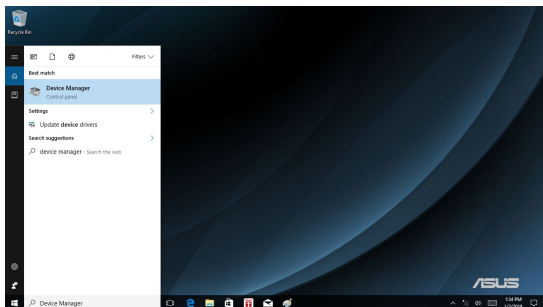 Recycle Bin
Filters
Best match
Device Manager
Control panel
Settings
Update device drivers
Search suggestions
device manager - Search the web
ASUS
Device Manager
1:34 PM